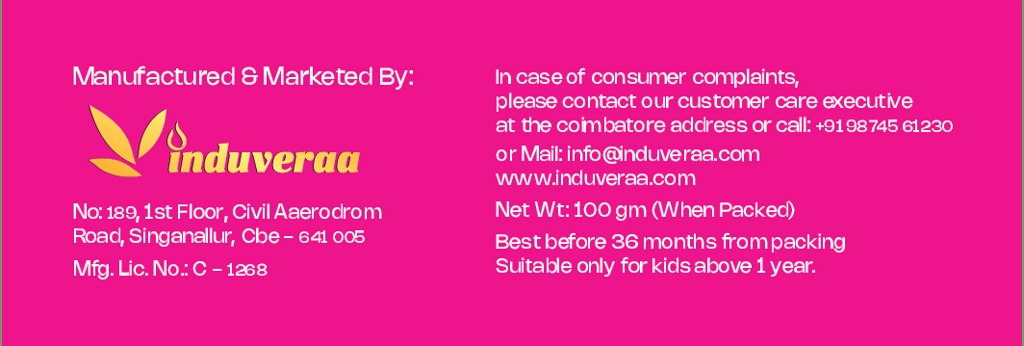 Manufactured & Marketed By:
induveraa
No: 189, 1st Floor, Civil Aaerodrom
Road, Singanallur, Cbe – 641 005
Mfg. Lic. No.: C – 1268
In case of consumer complaints,
please contact our customer care executive
at the coimbatore address or call: +91 98745 61230
or Mail: info@induveraa.com
www.induveraa.com
Net Wt: 100 gm (When Packed)
Best before 36 months from packing
Suitable only for kids above 1 year.